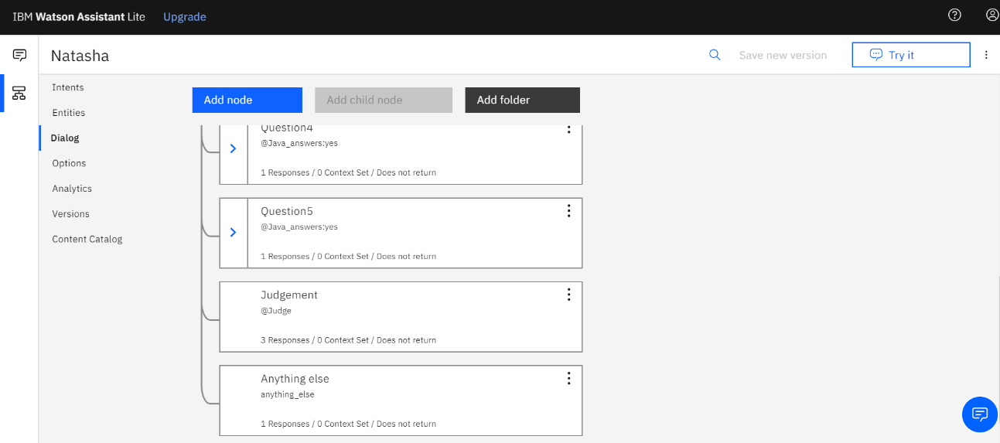 IBM Watson Assistant Lite Upgrade
Natasha
Save new version
Try it
Intents
Entities
Dialog
Options
Analytics
Versions
Content Catalog
Add node
Add child node
Add folder
Question4
@Java_answers:yes
1 Responses / 0 Context Set / Does not return
Question5
@Java_answers:yes
1 Responses / 0 Context Set / Does not return
Judgement
@Judge
3 Responses / 0 Context Set / Does not return
Anything else
anything_else
1 Responses / 0 Context Set / Does not return